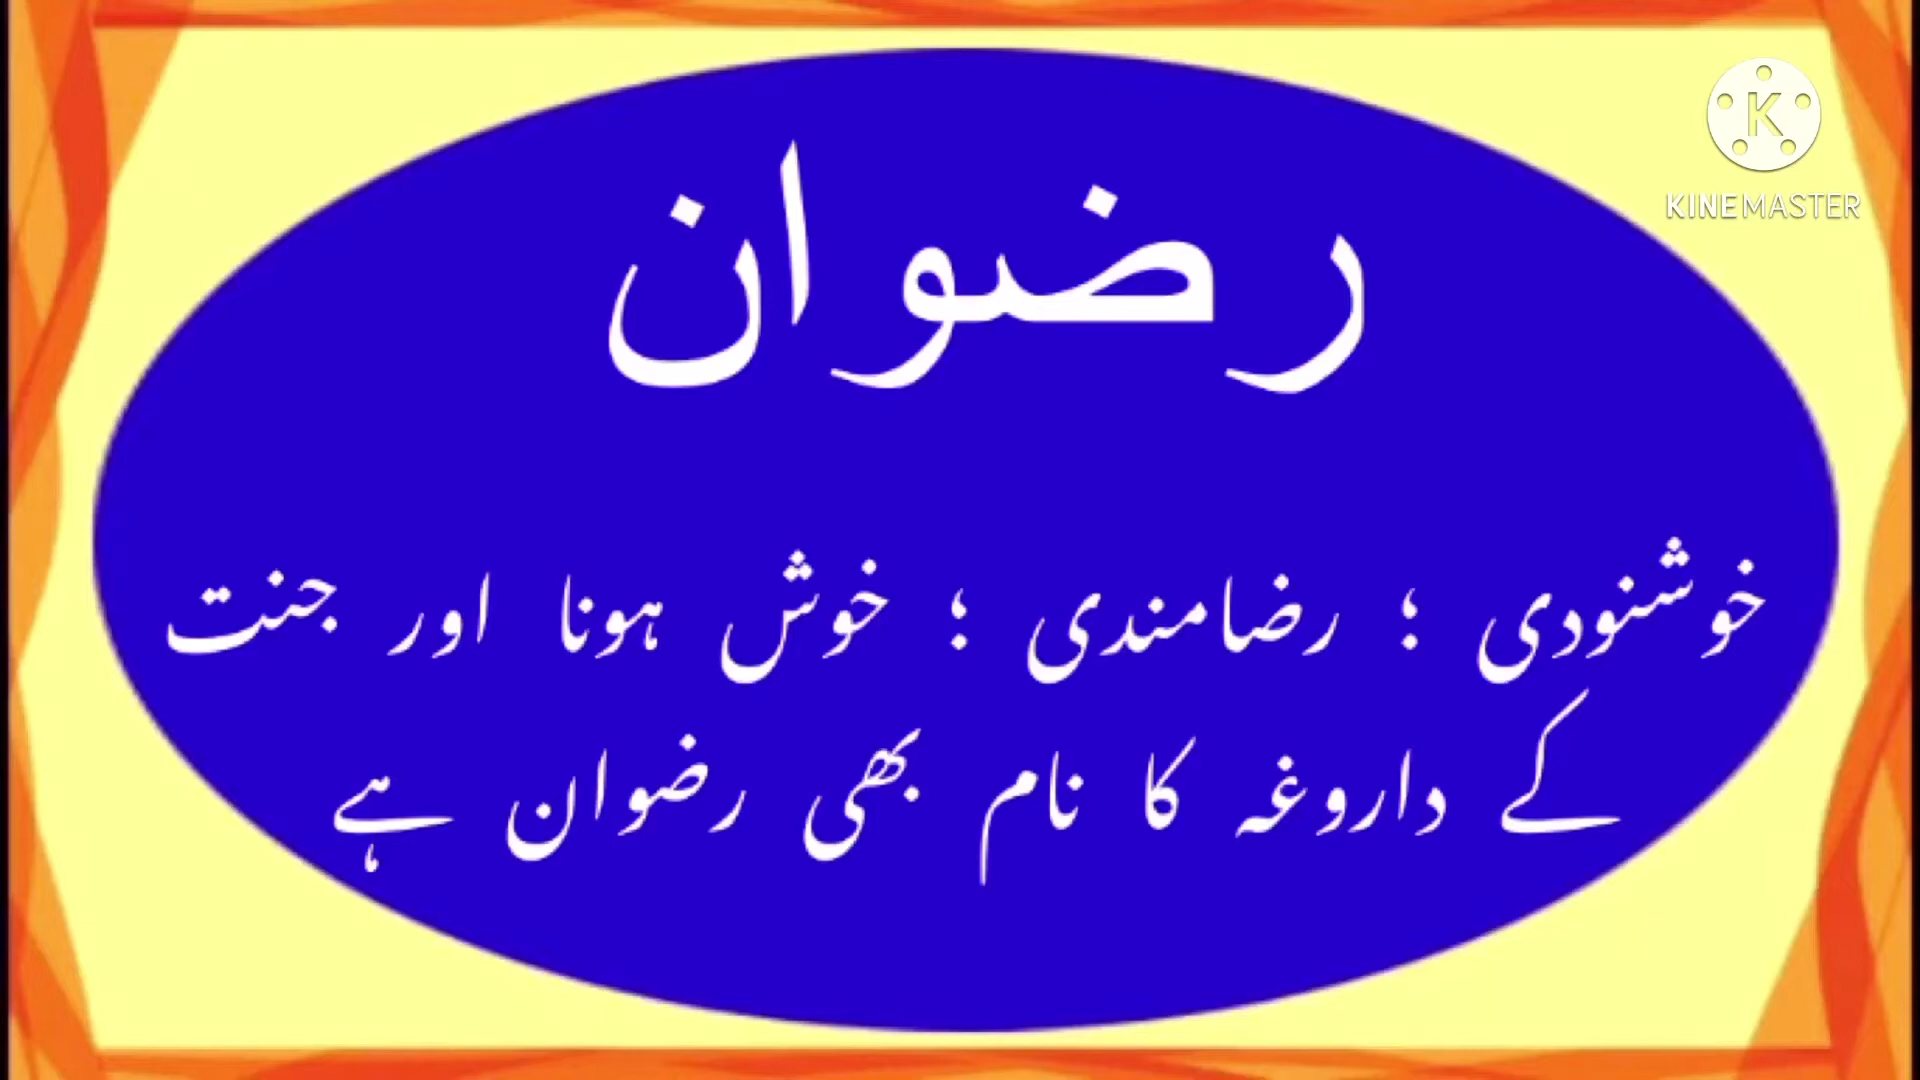 رضوان
KINEMASTER
خوشنودی ؛ رضامندی ؛ خوش ہونا اور جنت
کے داروغہ کا نام بھی رضوان ہے